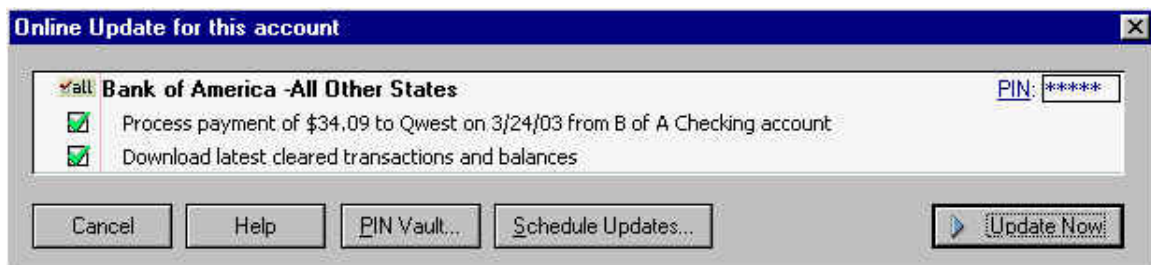 Online Update for this account
✓all Bank of America -All Other States PIN: *****
Process payment of $34.09 to Qwest on 3/24/03 from B of A Checking account
Download latest cleared transactions and balances
Cancel Help PIN Vault... Schedule Updates... Update Now